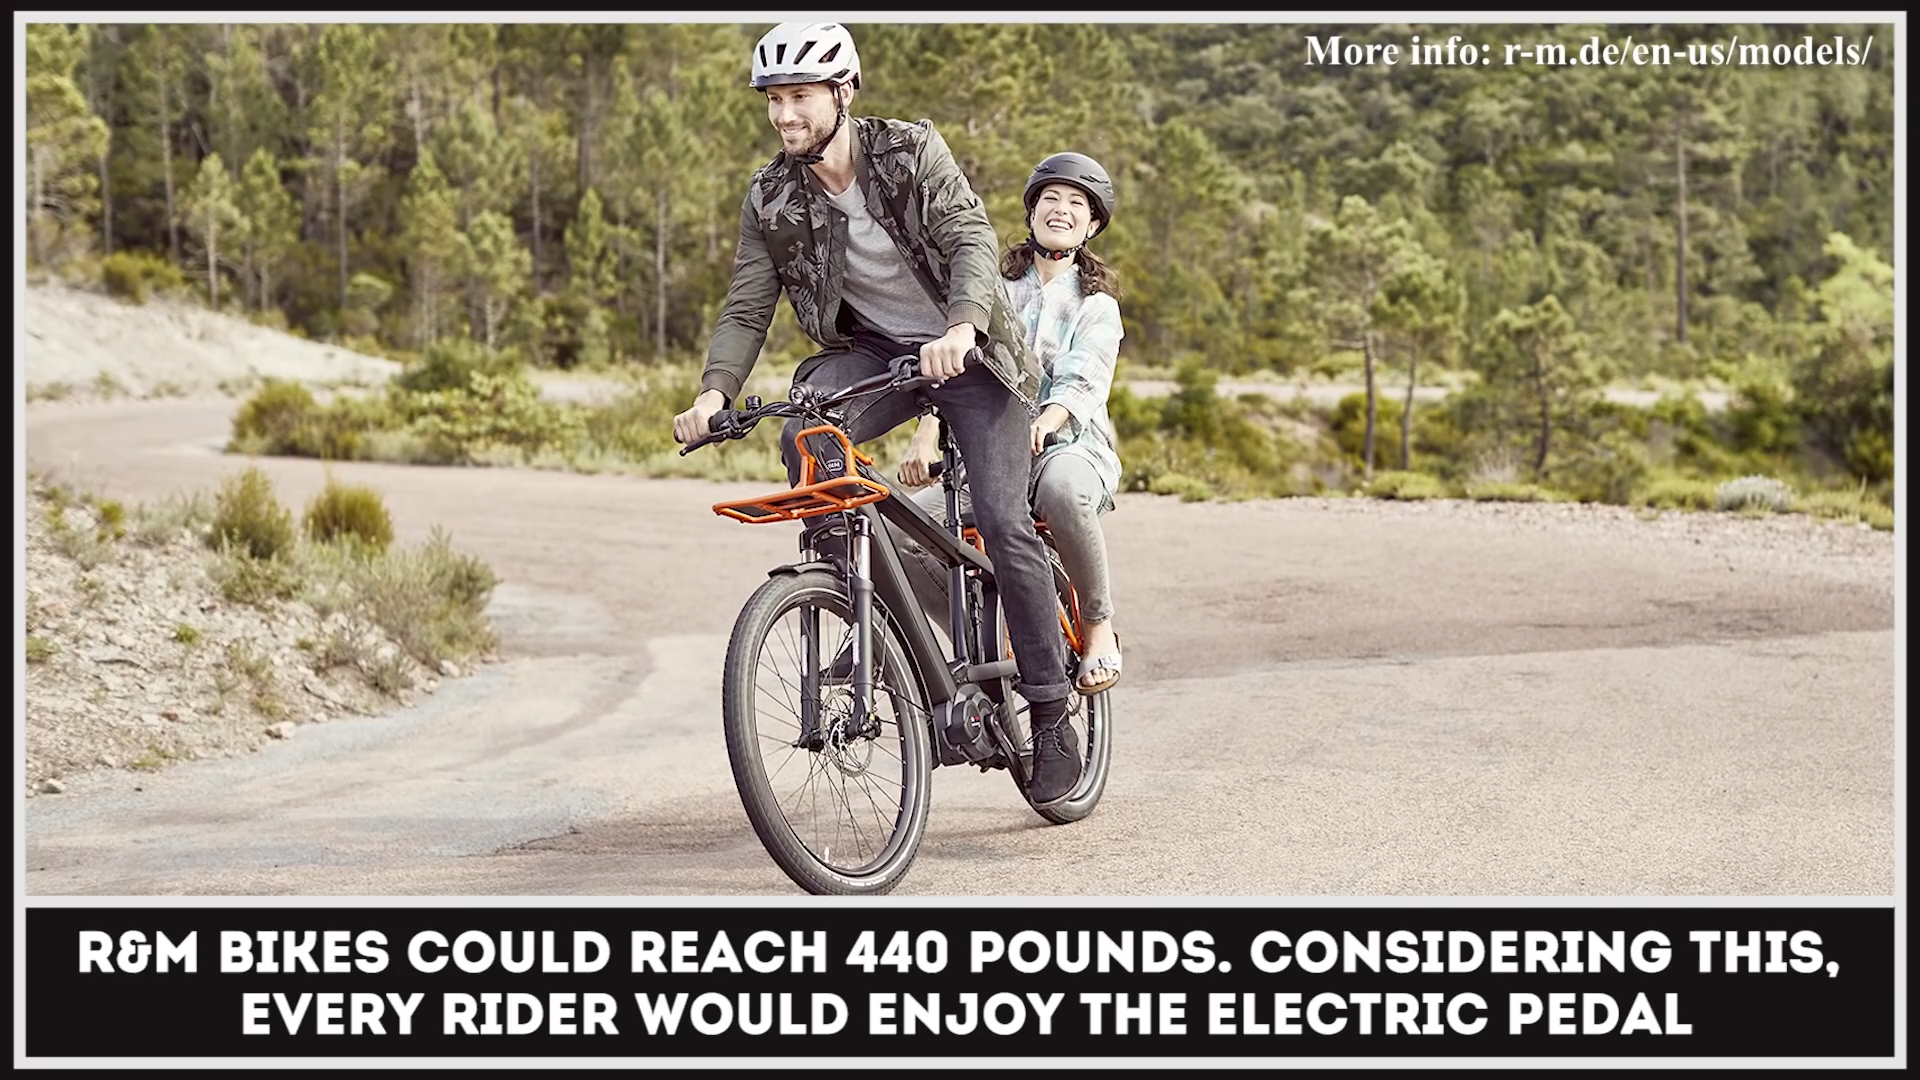 More info: r-m.de/en-us/models/
R&M BIKES COULD REACH 440 POUNDS. CONSIDERING THIS,
EVERY RIDER WOULD ENJOY THE ELECTRIC PEDAL